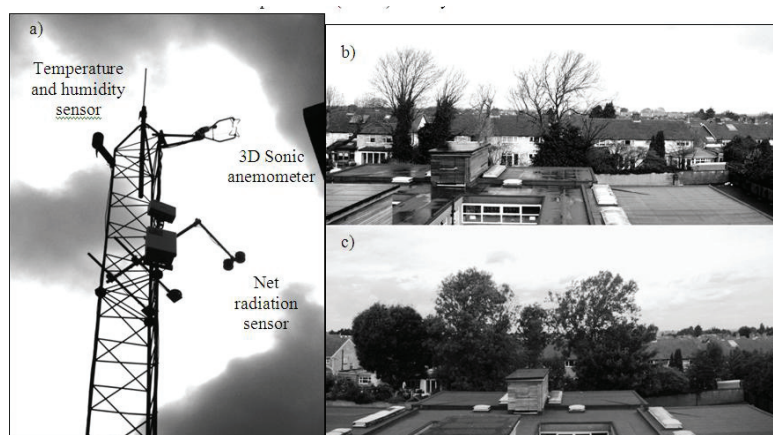 a)
Temperature
and humidity
sensor
3D Sonic
anemometer
Net
radiation
sensor
b)
c)